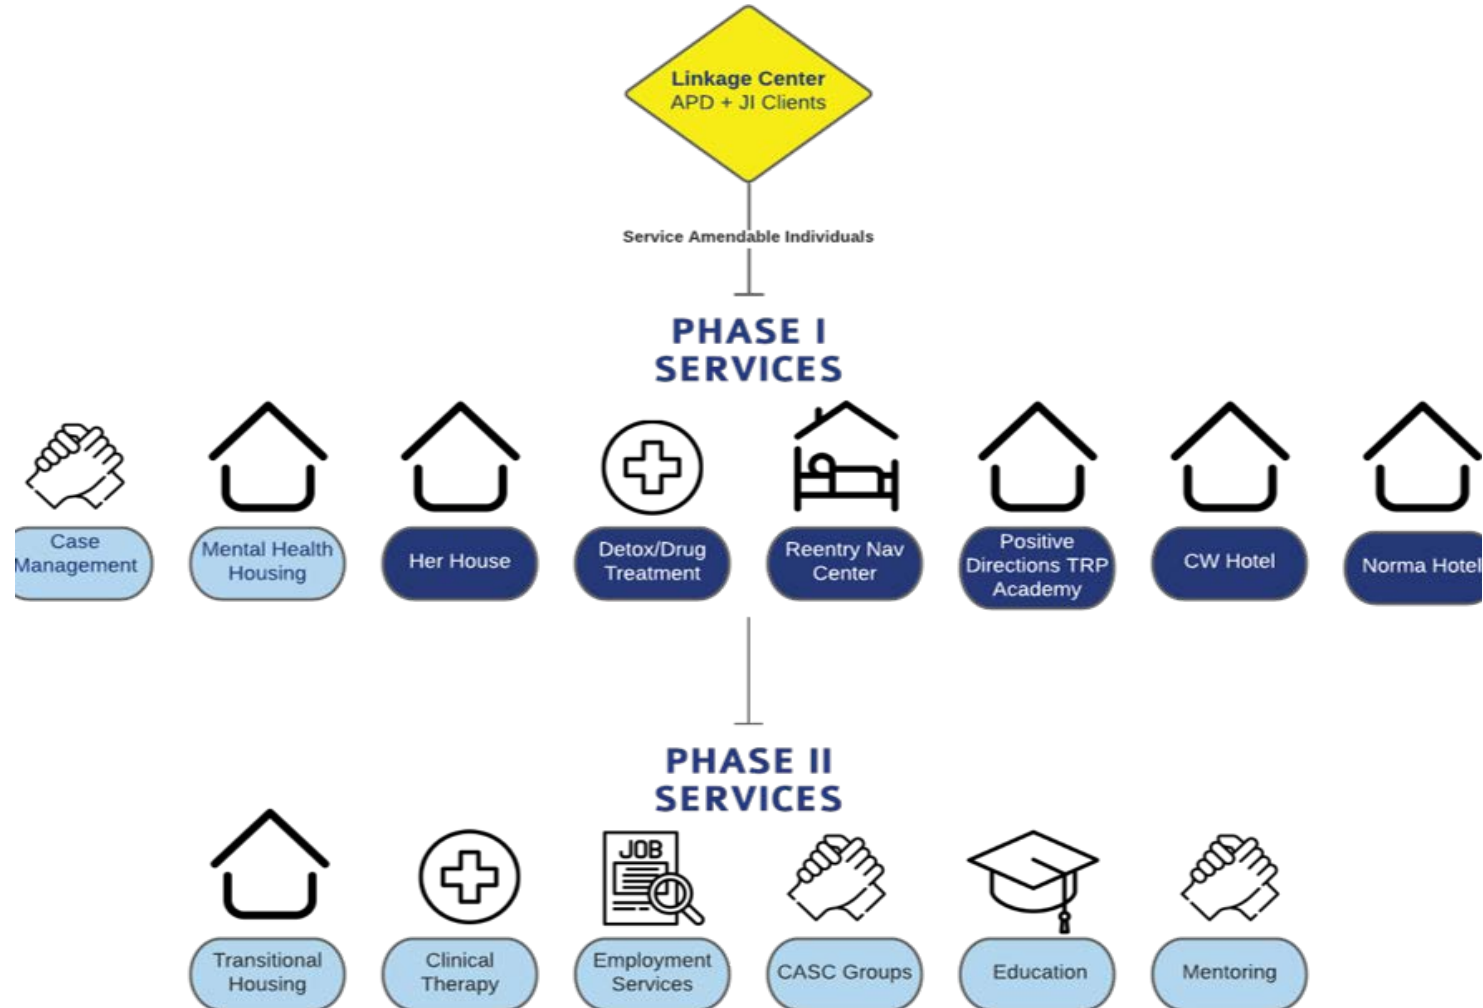 Linkage Center
APD + JI Clients
Service Amendable Individuals
PHASE I
SERVICES
Case
Management
Mental Health
Housing
Her House
Detox/Drug
Treatment
Reentry Nav
Center
Positive
Directions TRP
Academy
CW Hotel
Norma Hotel
PHASE II
SERVICES
JOB
Transitional
Housing
Clinical
Therapy
Employment
Services
CASC Groups
Education
Mentoring